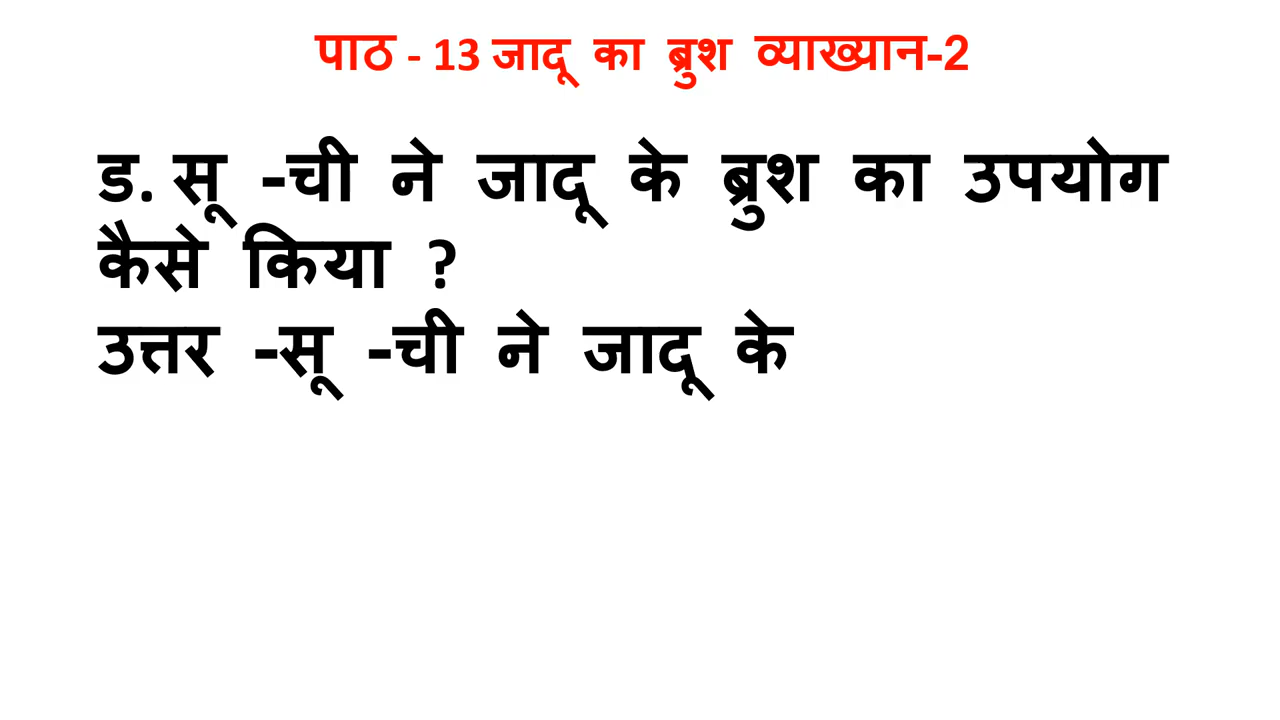 पाठ - 13 जादू का ब्रुश व्याख्यान-2
ड. सू -ची ने जादू के ब्रुश का उपयोग
कैसे किया ?
उत्तर -सू -ची ने जादू के